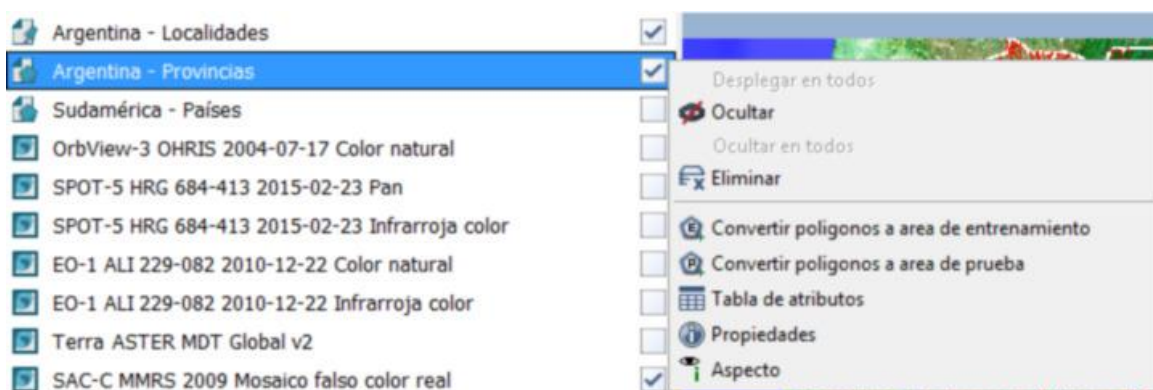 Argentina - Localidades
Argentina - Provincias
Sudamérica - Países
OrbView-3 OHRIS 2004-07-17 Color natural
SPOT-5 HRG 684-413 2015-02-23 Pan
SPOT-5 HRG 684-413 2015-02-23 Infrarroja color
EO-1 ALI 229-082 2010-12-22 Color natural
EO-1 ALI 229-082 2010-12-22 Infrarroja color
Terra ASTER MDT Global v2
SAC-C MMRS 2009 Mosaico falso color real
Desplegar en todos
Ocultar
Ocultar en todos
Eliminar
Convertir poligonos a area de entrenamiento
Convertir poligonos a area de prueba
Tabla de atributos
Propiedades
Aspecto